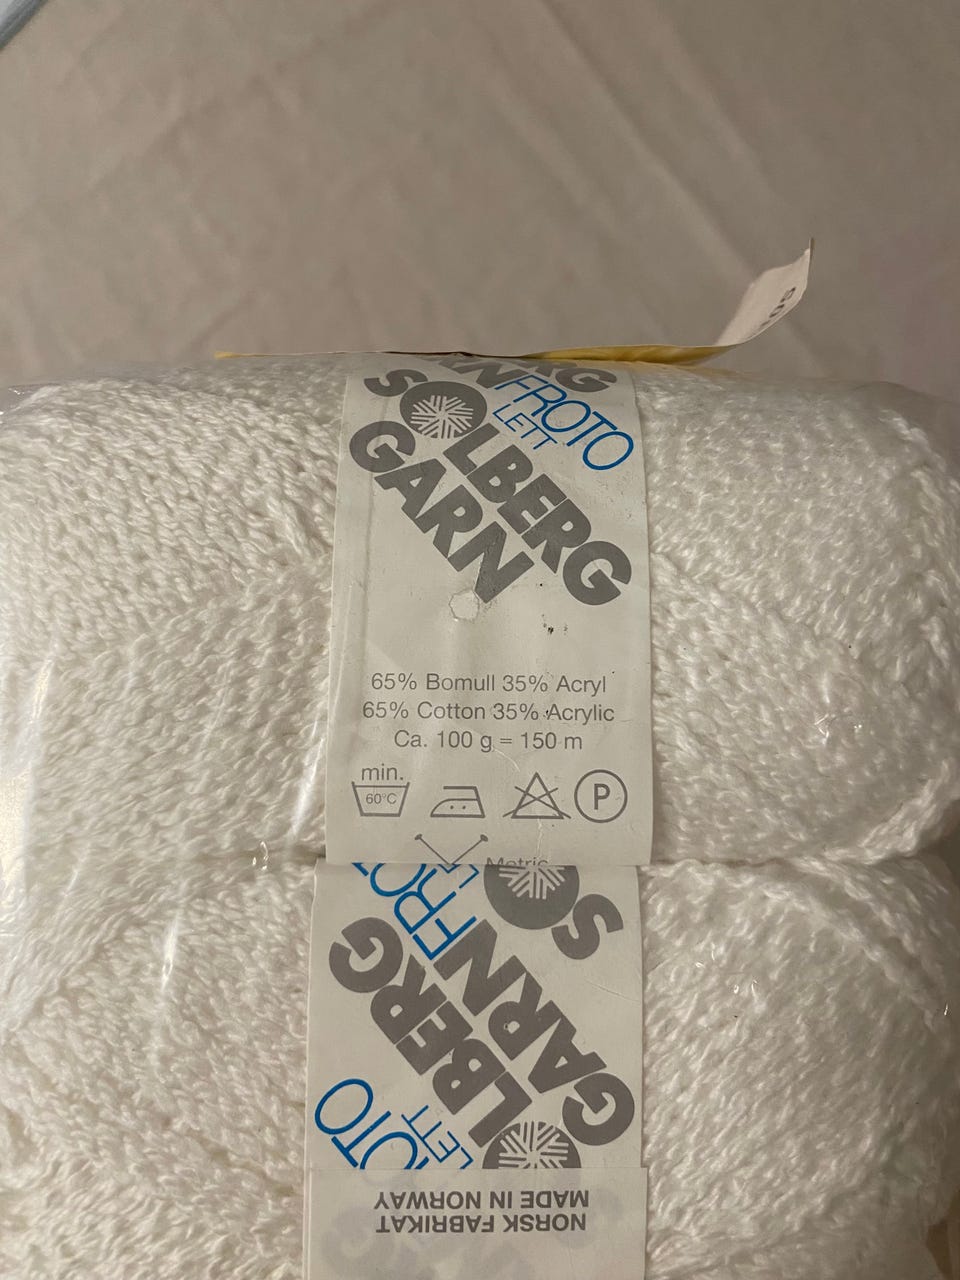 SOLBERG
GARN
FROTO
LETT
65% Bomull 35% Acryl
65% Cotton 35% Acrylic
Ca. 100 g = 150 m
min.
60°C
P
Metric
SOLBERG
GARN
FROTO
LETT
NORSK FABRIKAT
MADE IN NORWAY